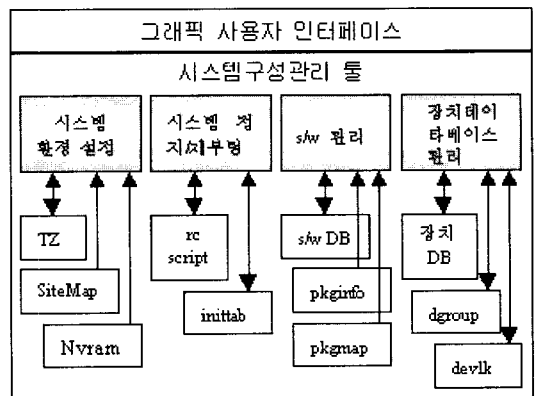 그래픽 사용자 인터페이스
시스템구성관리 툴
시스템
환경 설정
시스템 정
지/재부팅
s/w 관리
장치데이
타베이스
관리
TZ
SiteMap
Nvram
rc
script
inittab
s/w DB
pkginfo
pkgmap
장치
DB
dgroup
devlk